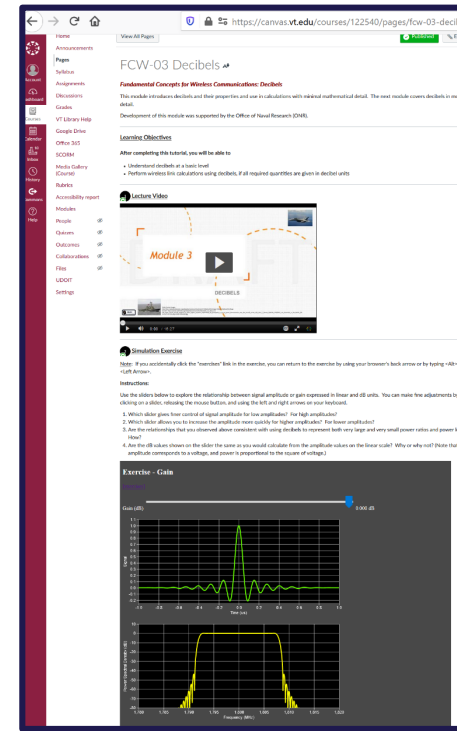 https://canvas.vt.edu/courses/122540/pages/fcw-03-deci
Home
Announcements
Pages
Syllabus
Assignments
Discussions
Grades
VT Library Help
Google Drive
Office 365
SCORM
Media Gallery
(Course)
Rubrics
Accessibility report
Modules
People
Quizzes
Outcomes
Collaborations
Files
UDOIT
Settings
Account
Courses
Calendar
Inbox
History
Help
View All Pages
Published
FCW-03 Decibels
Fundamental Concepts for Wireless Communications: Decibels
This module introduces decibels and their properties and use in calculations with minimal mathematical detail. The next module covers decibels in mo
detail.
Development of this module was supported by the Office of Naval Research (ONR).
Learning Objectives
After completing this tutorial, you will be able to
• Understand decibels at a basic level
• Perform wireless link calculations using decibels, if all required quantities are given in decibel units
Lecture Video
Module 3
DECIBELS
Simulation Exercise
Note: If you accidentally click the "exercises" link in the exercise, you can return to the exercise by using your browser's back arrow or by typing <Alt+
<Left Arrow>.
Instructions:
Use the sliders below to explore the relationship between signal amplitude or gain expressed in linear and dB units. You can make fine adjustments by
clicking on a slider, releasing the mouse button, and using the left and right arrows on your keyboard.
1. Which slider gives finer control of signal amplitude for low amplitudes? For high amplitudes?
2. Which slider allows you to increase the amplitude more quickly for higher amplitudes? For lower amplitudes?
3. Are the relationships that you observed above consistent with using decibels to represent both very large and very small power ratios and power l
How?
4. Are the dB values shown on the slider the same as you would calculate from the amplitude values on the linear scale? Why or why not? (Note that
amplitude corresponds to a voltage, and power is proportional to the square of voltage.)
Exercise - Gain
Gain (dB)
0.000 dB
Signal
Time (ns)
Power Spectral Density (dB)
Frequency (MHz)